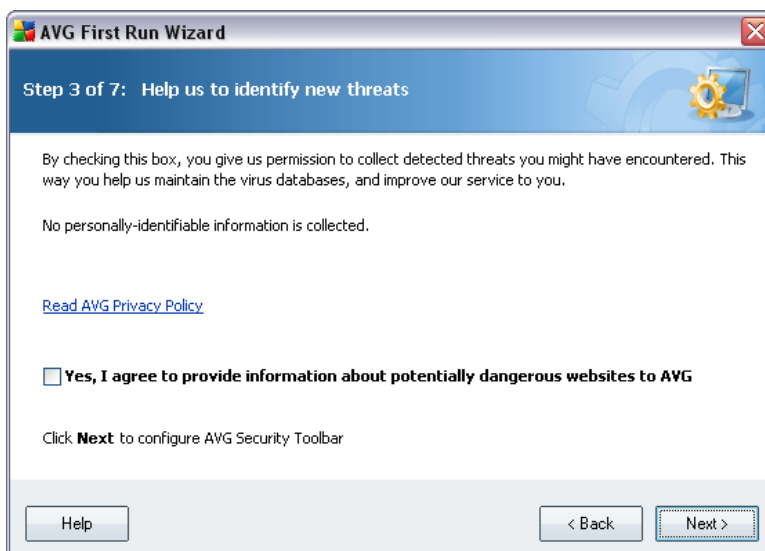 AVG First Run Wizard
Step 3 of 7: Help us to identify new threats
By checking this box, you give us permission to collect detected threats you might have encountered. This
way you help us maintain the virus databases, and improve our service to you.
No personally-identifiable information is collected.
Read AVG Privacy Policy
Yes, I agree to provide information about potentially dangerous websites to AVG
Click Next to configure AVG Security Toolbar
Help
< Back
Next >